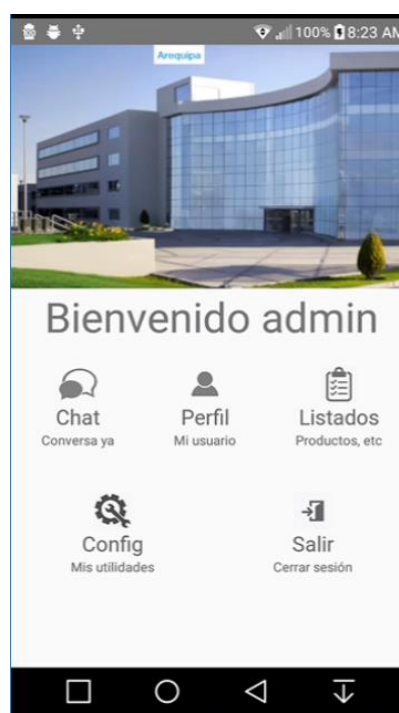 100% 8:23 AM
Arequipa
Bienvenido admin
Chat
Conversa ya
Perfil
Mi usuario
Listados
Productos, etc
Config
Mis utilidades
Salir
Cerrar sesión